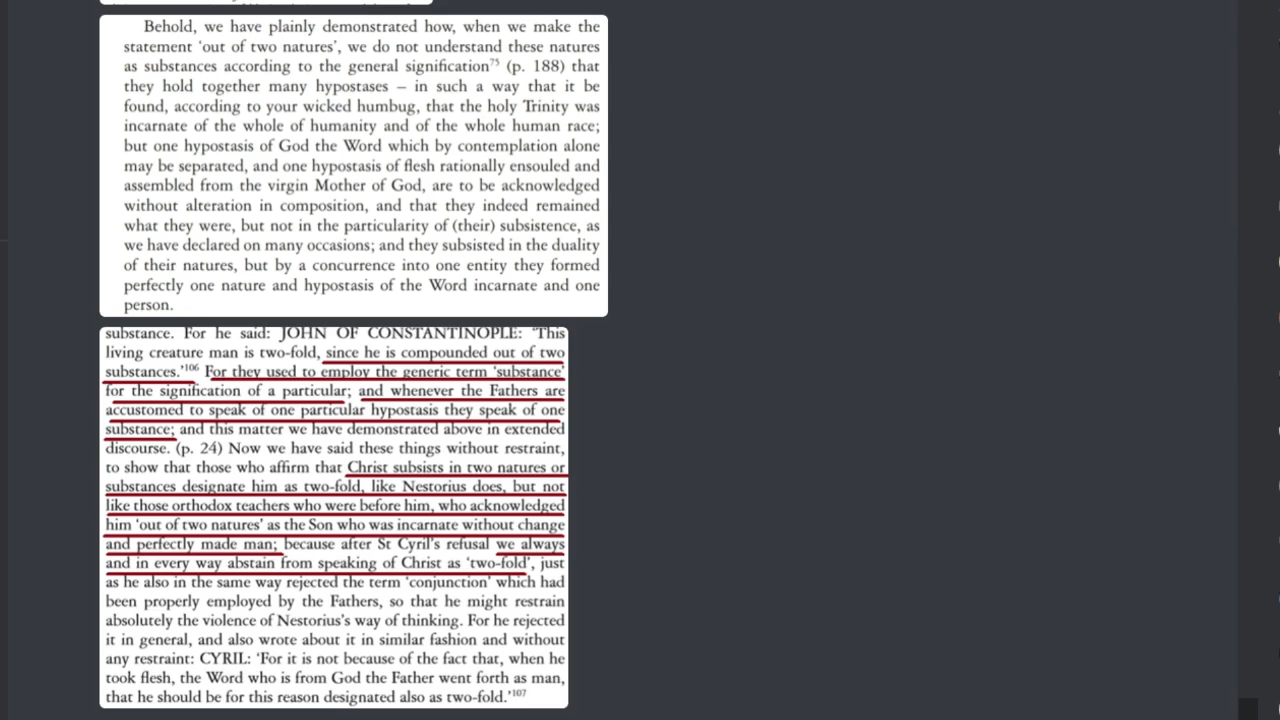 Behold, we have plainly demonstrated how, when we make the
statement ‘out of two natures’, we do not understand these natures
as substances according to the general signification⁷⁵ (p. 188) that
they hold together many hypostases – in such a way that it be
found, according to your wicked humbug, that the holy Trinity was
incarnate of the whole of humanity and of the whole human race;
but one hypostasis of God the Word which by contemplation alone
may be separated, and one hypostasis of flesh rationally ensouled and
assembled from the virgin Mother of God, are to be acknowledged
without alteration in composition, and that they indeed remained
what they were, but not in the particularity of (their) subsistence, as
we have declared on many occasions; and they subsisted in the duality
of their natures, but by a concurrence into one entity they formed
perfectly one nature and hypostasis of the Word incarnate and one
person.
substance. For he said: JOHN OF CONSTANTINOPLE: ‘This
living creature man is two-fold, since he is compounded out of two
substances.’¹⁰⁶ For they used to employ the generic term ‘substance’
for the signification of a particular; and whenever the Fathers are
accustomed to speak of one particular hypostasis they speak of one
substance; and this matter we have demonstrated above in extended
discourse. (p. 24) Now we have said these things without restraint,
to show that those who affirm that Christ subsists in two natures or
substances designate him as two-fold, like Nestorius does, but not
like those orthodox teachers who were before him, who acknowledged
him ‘out of two natures’ as the Son who was incarnate without change
and perfectly made man; because after St Cyril’s refusal we always
and in every way abstain from speaking of Christ as ‘two-fold’, just
as he also in the same way rejected the term ‘conjunction’ which had
been properly employed by the Fathers, so that he might restrain
absolutely the violence of Nestorius’s way of thinking. For he rejected
it in general, and also wrote about it in similar fashion and without
any restraint: CYRIL: ‘For it is not because of the fact that, when he
took flesh, the Word who is from God the Father went forth as man,
that he should be for this reason designated also as two-fold.’¹⁰⁷